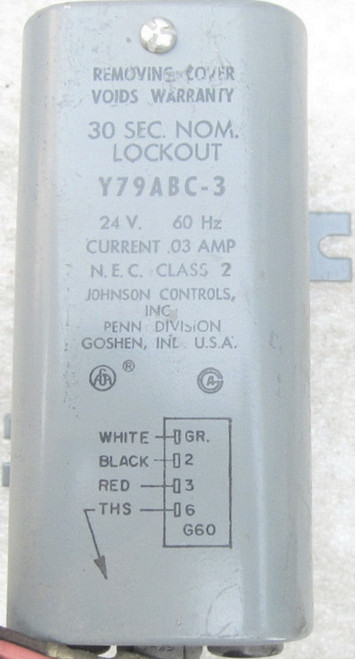 REMOVING COVER
VOIDS WARRANTY
30 SEC. NOM.
LOCKOUT
Y79ABC-3
24 V. 60 Hz
CURRENT .03 AMP
N.E.C. CLASS 2
JOHNSON CONTROLS,
INC.
PENN DIVISION
GOSHEN, IND. U.S.A.
®
WHITE GR.
BLACK 2
RED 3
THS 6
G60